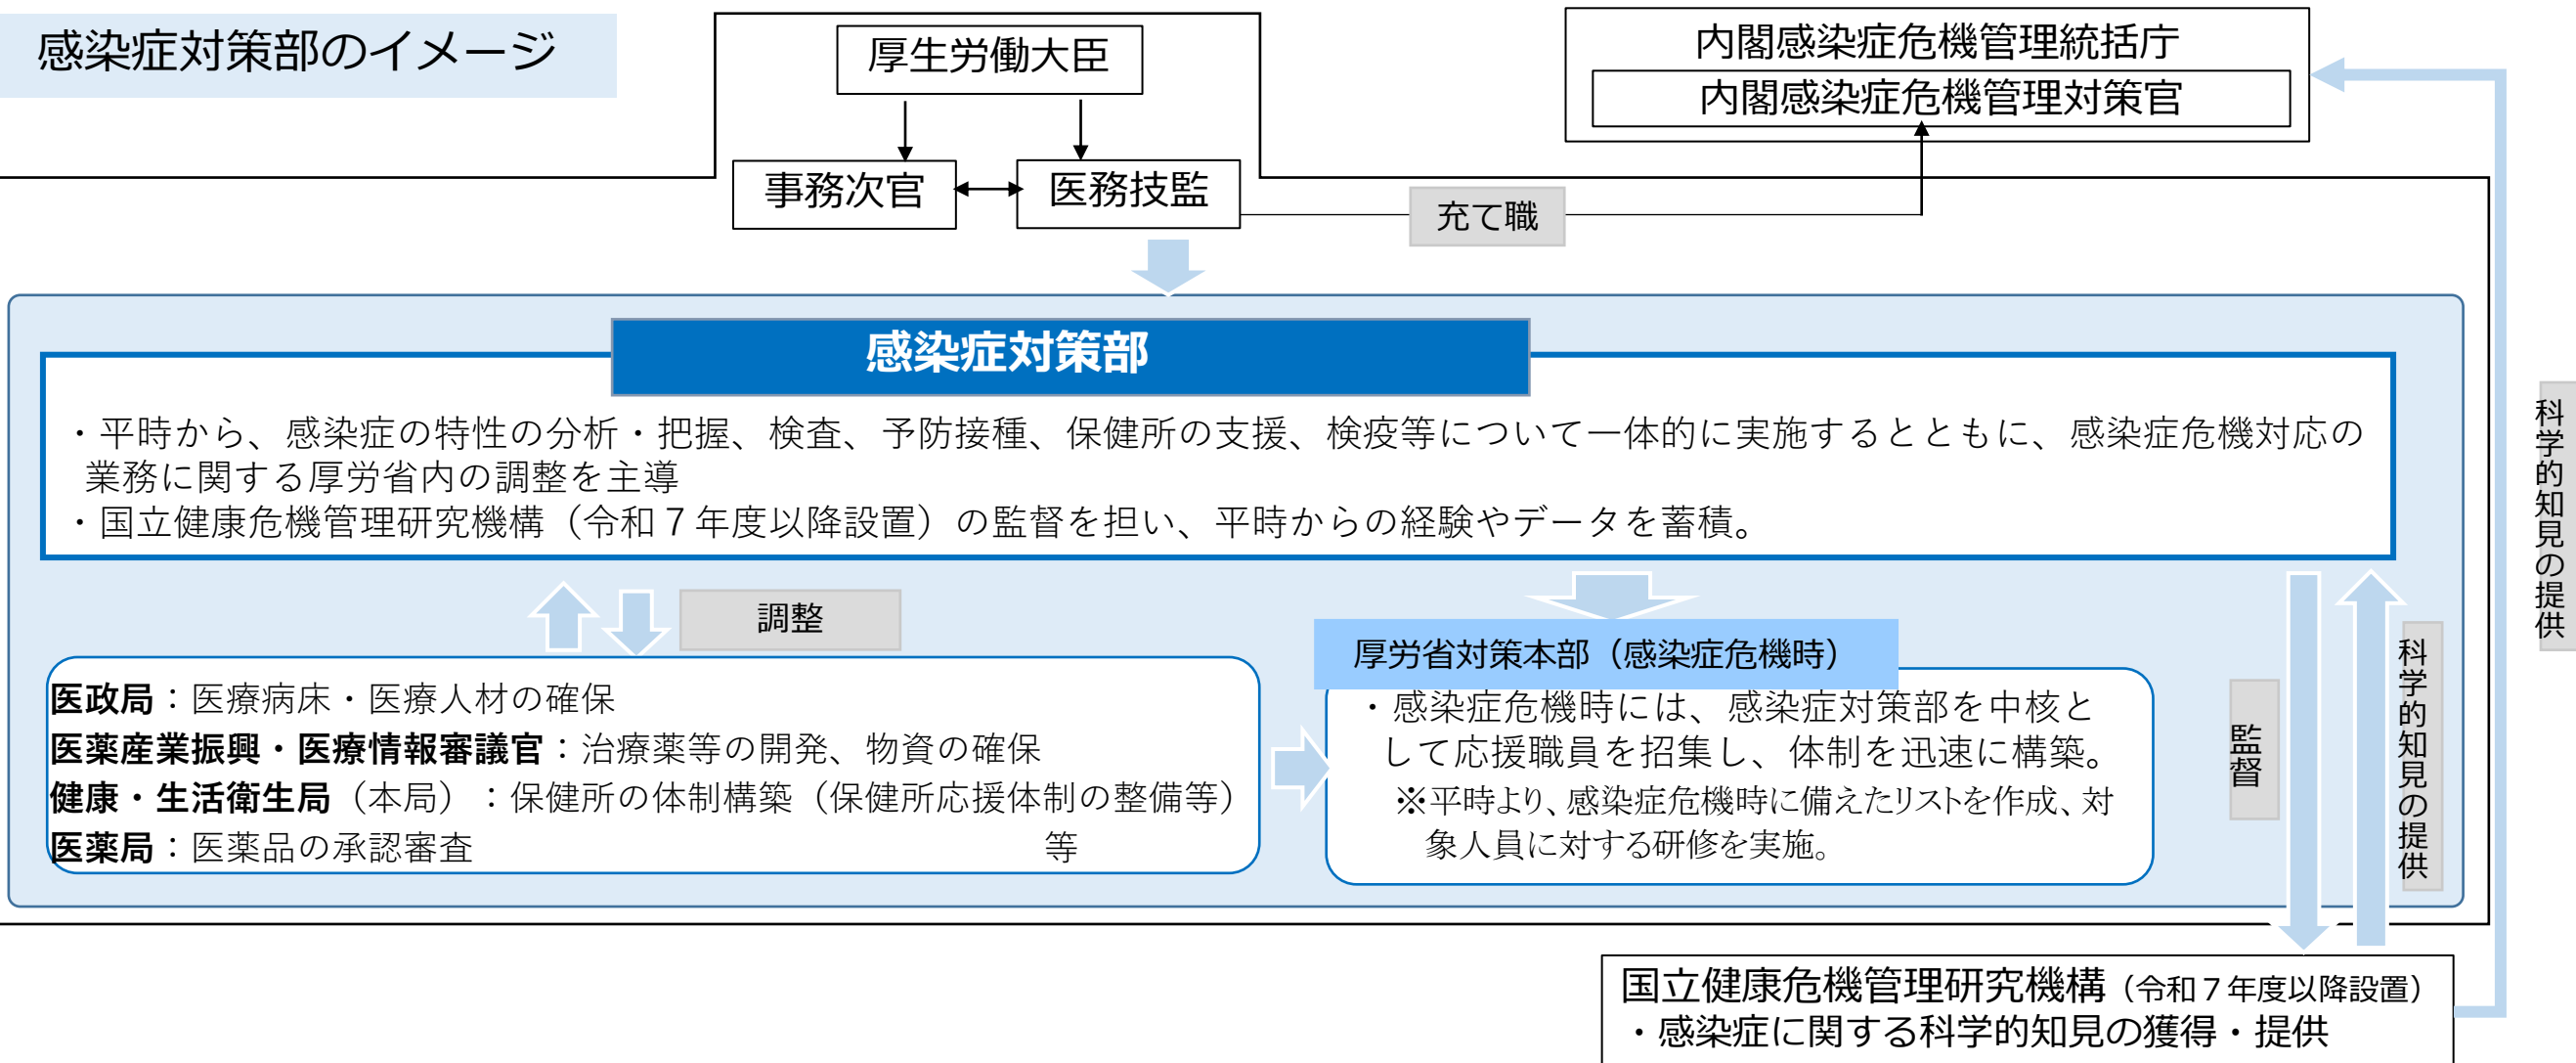 感染症対策部のイメージ
厚生労働大臣
事務次官
医務技監
充て職
内閣感染症危機管理統括庁
内閣感染症危機管理対策官
感染症対策部
・平時から、感染症の特性の分析・把握、検査、予防接種、保健所の支援、検疫等について一体的に実施するとともに、感染症危機対応の
業務に関する厚労省内の調整を主導
・国立健康危機管理研究機構（令和７年度以降設置）の監督を担い、平時からの経験やデータを蓄積。
調整
医政局：医療病床・医療人材の確保
医薬産業振興・医療情報審議官：治療薬等の開発、物資の確保
健康・生活衛生局（本局）：保健所の体制構築（保健所応援体制の整備等）
医薬局：医薬品の承認審査　等
厚労省対策本部（感染症危機時）
・感染症危機時には、感染症対策部を中核と
して応援職員を招集し、体制を迅速に構築。
※平時より、感染症危機時に備えたリストを作成、対
象人員に対する研修を実施。
監督
科学的知見の提供
科学的知見の提供
国立健康危機管理研究機構（令和７年度以降設置）
・感染症に関する科学的知見の獲得・提供